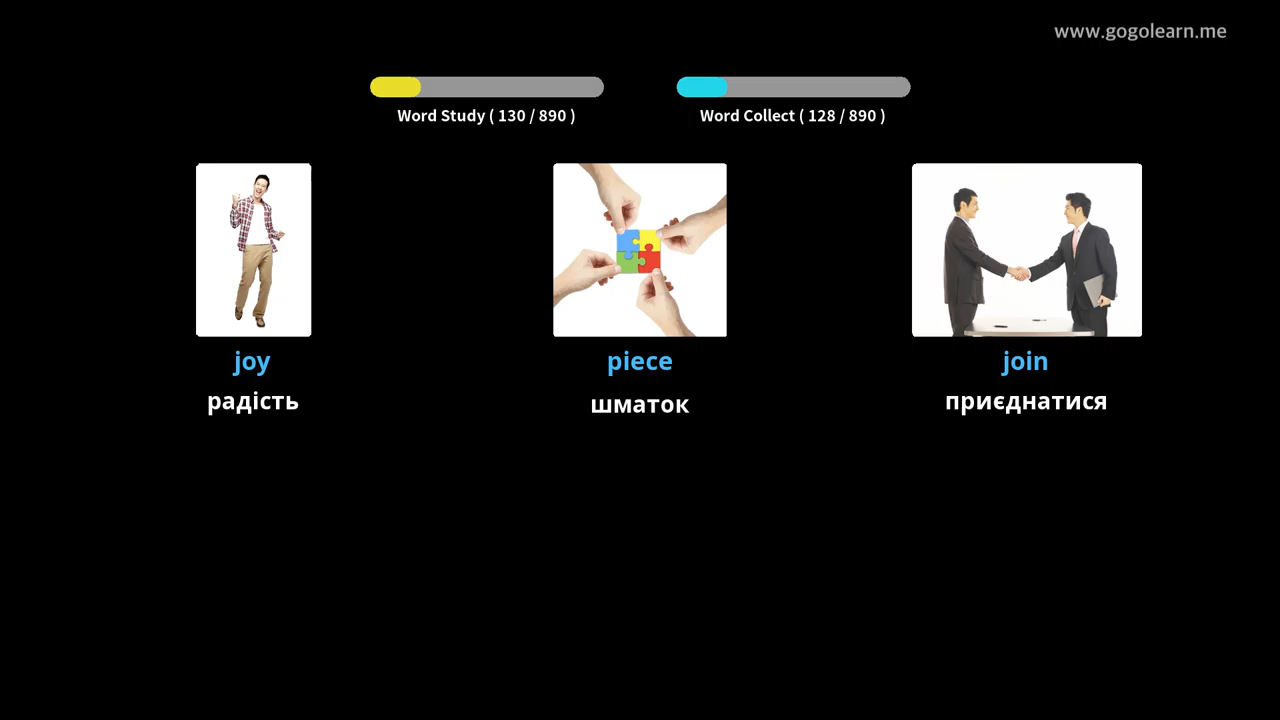 www.gogolearn.me
Word Study ( 130 / 890 )
Word Collect ( 128 / 890 )
joy
радість
piece
шматок
join
приєднатися